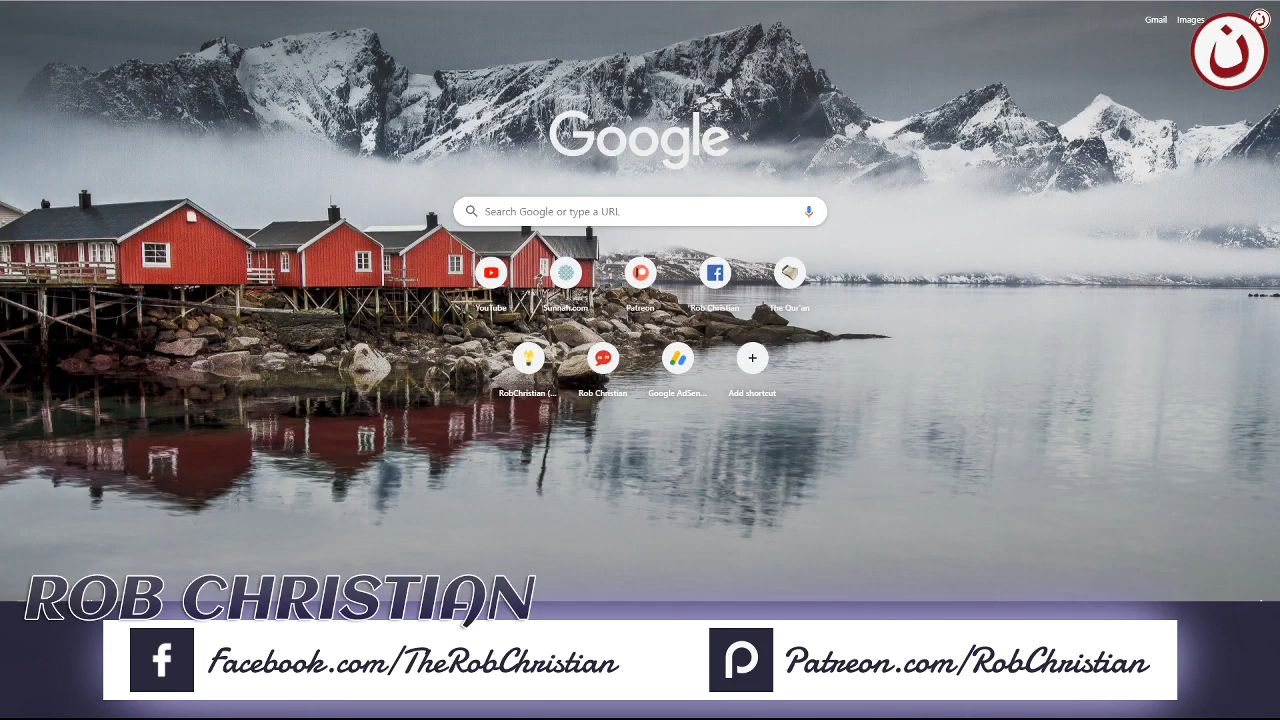 Gmail Images
ن
Google
Search Google or type a URL
YouTube Sunnah.com Patreon Rob Christian The Qur'an
RobChristian (... Rob Christian Google AdSen... Add shortcut
ROB CHRISTIAN
Facebook.com/TheRobChristian Patreon.com/RobChristian